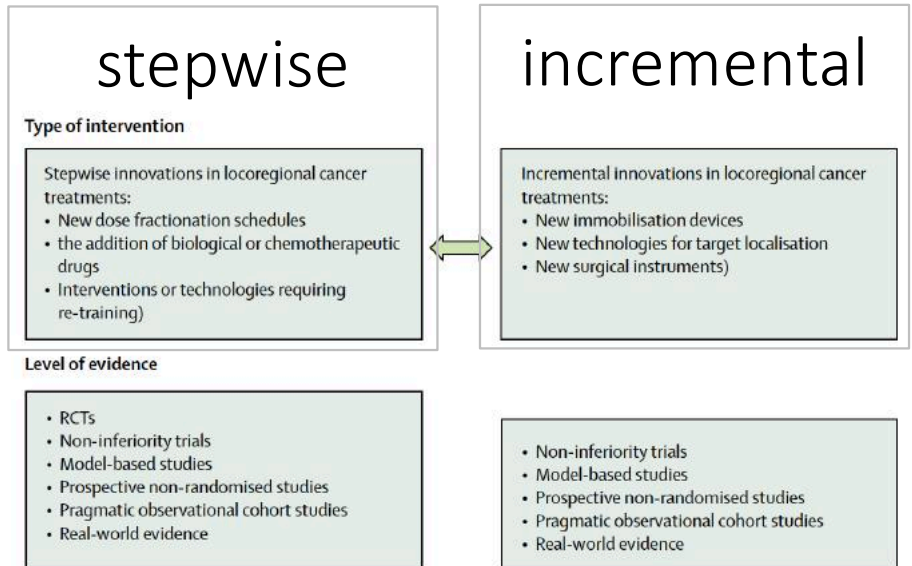 stepwise
Type of intervention
Stepwise innovations in locoregional cancer
treatments:
• New dose fractionation schedules
• the addition of biological or chemotherapeutic
drugs
• Interventions or technologies requiring
re-training)
incremental
Incremental innovations in locoregional cancer
treatments:
• New immobilisation devices
• New technologies for target localisation
• New surgical instruments)
Level of evidence
• RCTs
• Non-inferiority trials
• Model-based studies
• Prospective non-randomised studies
• Pragmatic observational cohort studies
• Real-world evidence
• Non-inferiority trials
• Model-based studies
• Prospective non-randomised studies
• Pragmatic observational cohort studies
• Real-world evidence